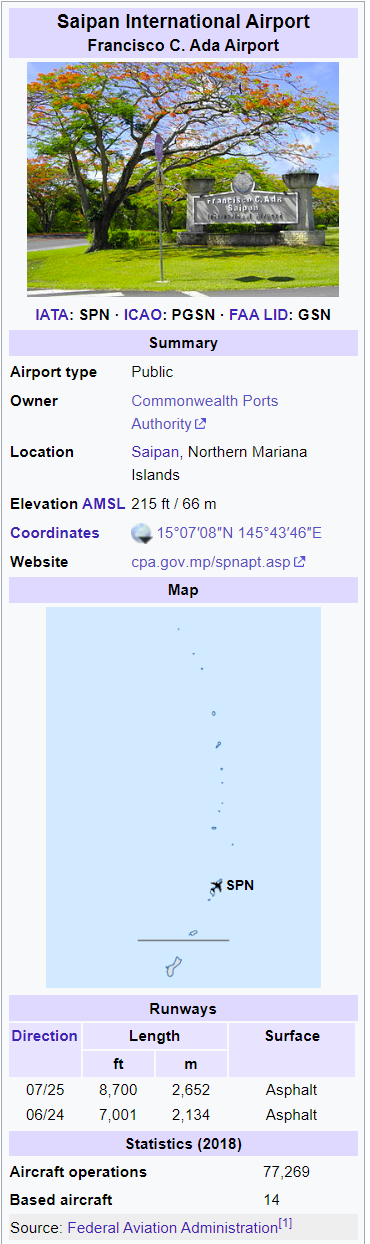 Saipan International Airport
Francisco C. Ada Airport
Francisco C. Ada
Saipan
International Airport
IATA: SPN · ICAO: PGSN · FAA LID: GSN
Summary
Airport type Public
Owner Commonwealth Ports
Authority
Location Saipan, Northern Mariana
Islands
Elevation AMSL 215 ft / 66 m
Coordinates 15°07′08″N 145°43′46″E
Website cpa.gov.mp/spnapt.asp
Map
SPN
Runways
Direction Length Surface
ft m
07/25 8,700 2,652 Asphalt
06/24 7,001 2,134 Asphalt
Statistics (2018)
Aircraft operations 77,269
Based aircraft 14
Source: Federal Aviation Administration[1]